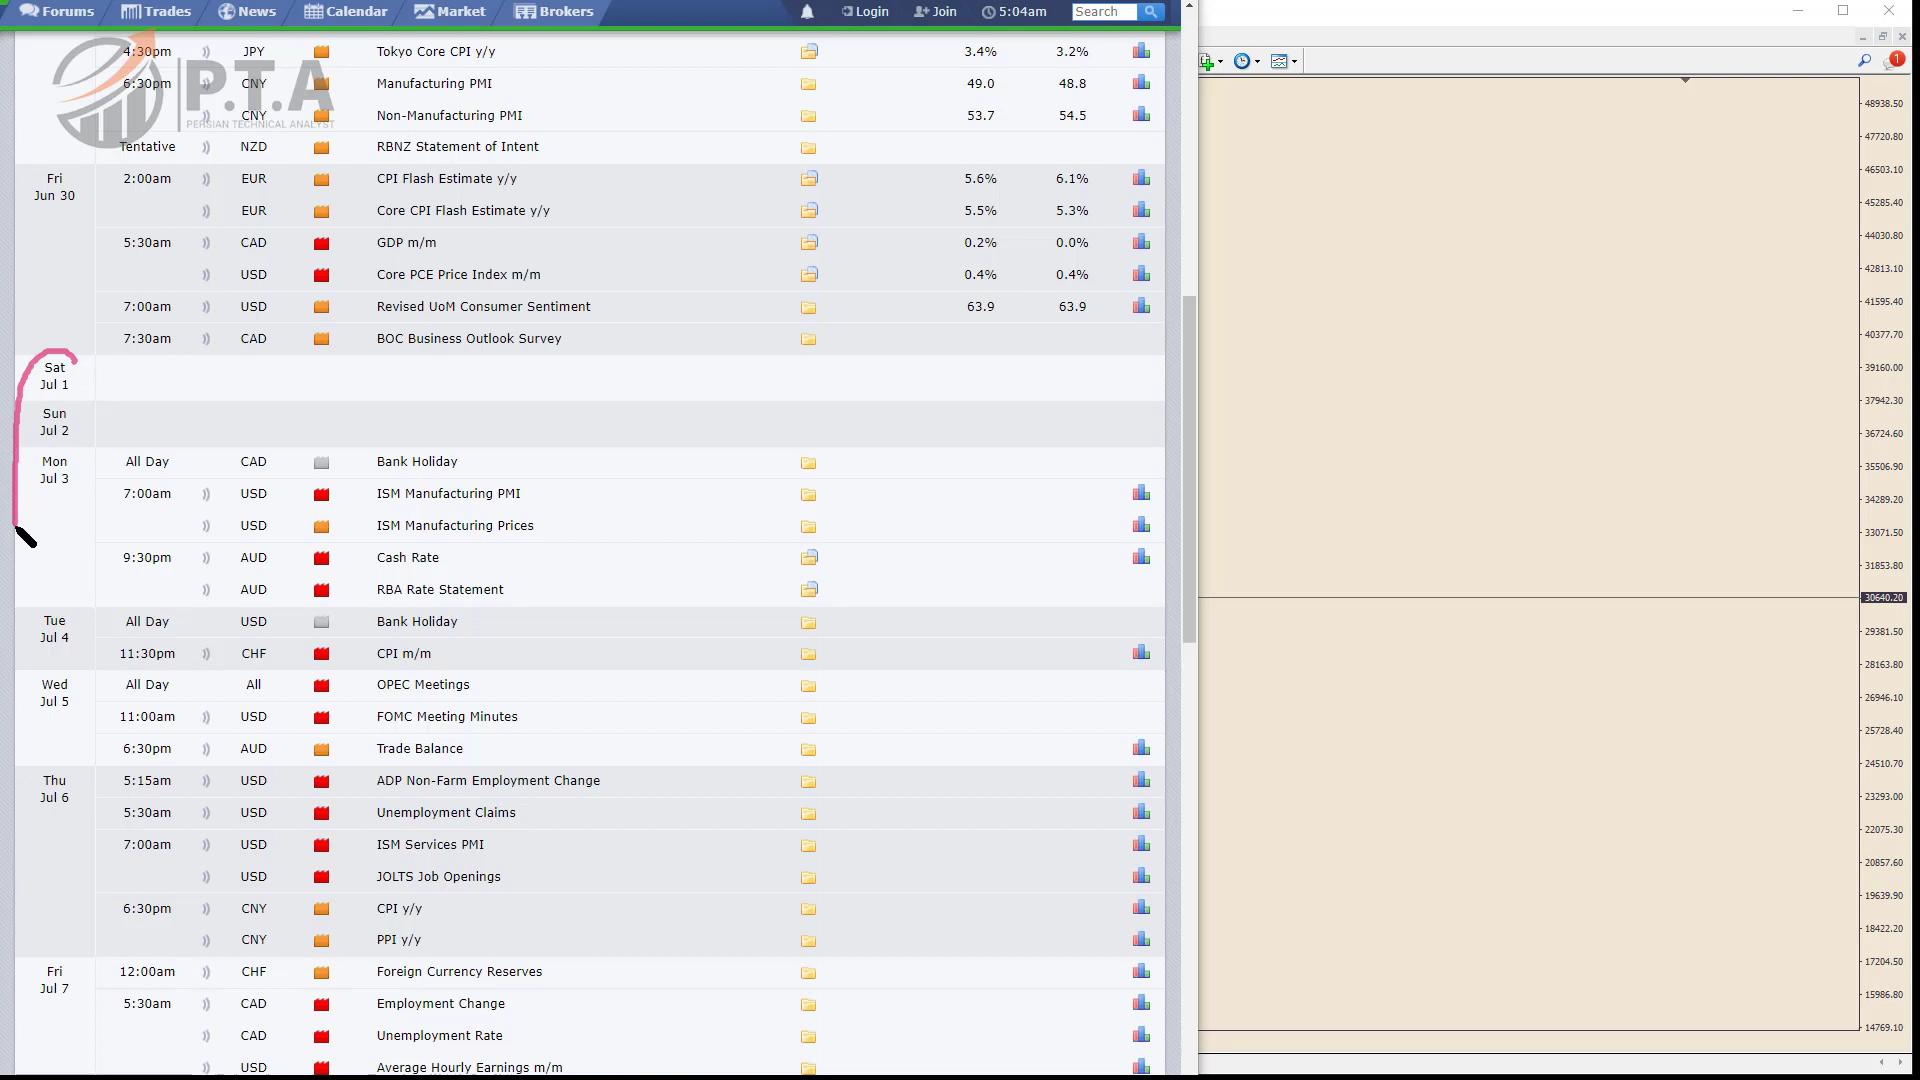 Forums Trades News Calendar Market Brokers Login Join 5:04am Search
4:30pm JPY Tokyo Core CPI y/y 3.4% 3.2%
6:30pm CNY Manufacturing PMI 49.0 48.8
CNY Non-Manufacturing PMI 53.7 54.5
P.T.A
PERSIAN TECHNICAL ANALYST
Tentative NZD RBNZ Statement of Intent
Fri Jun 30 2:00am EUR CPI Flash Estimate y/y 5.6% 6.1%
EUR Core CPI Flash Estimate y/y 5.5% 5.3%
5:30am CAD GDP m/m 0.2% 0.0%
USD Core PCE Price Index m/m 0.4% 0.4%
7:00am USD Revised UoM Consumer Sentiment 63.9 63.9
7:30am CAD BOC Business Outlook Survey
Sat
Jul 1
Sun
Jul 2
Mon Jul 3 All Day CAD Bank Holiday
7:00am USD ISM Manufacturing PMI
USD ISM Manufacturing Prices
9:30pm AUD Cash Rate
AUD RBA Rate Statement
Tue Jul 4 All Day USD Bank Holiday
11:30pm CHF CPI m/m
Wed Jul 5 All Day All OPEC Meetings
11:00am USD FOMC Meeting Minutes
6:30pm AUD Trade Balance
Thu Jul 6 5:15am USD ADP Non-Farm Employment Change
5:30am USD Unemployment Claims
7:00am USD ISM Services PMI
USD JOLTS Job Openings
6:30pm CNY CPI y/y
CNY PPI y/y
Fri Jul 7 12:00am CHF Foreign Currency Reserves
5:30am CAD Employment Change
CAD Unemployment Rate
USD Average Hourly Earnings m/m
1
48938.50
47720.80
46503.10
45285.40
44030.80
42813.10
41595.40
40377.70
39160.00
37942.30
36724.60
35506.90
34289.20
33071.50
31853.80
30640.20
29381.50
28163.80
26946.10
25728.40
24510.70
23293.00
22075.30
20857.60
19639.90
18422.20
17204.50
15986.80
14769.10